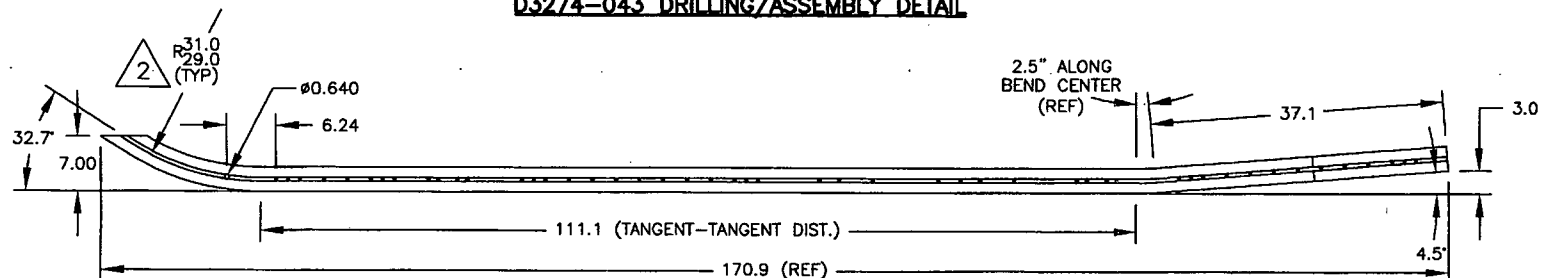 D3274-043 DRILLING/ASSEMBLY DETAIL
2
R31.0
29.0
(TYP)
Ø0.640
6.24
32.7°
7.00
2.5" ALONG
BEND CENTER
(REF)
37.1
3.0
111.1 (TANGENT-TANGENT DIST.)
4.5°
170.9 (REF)